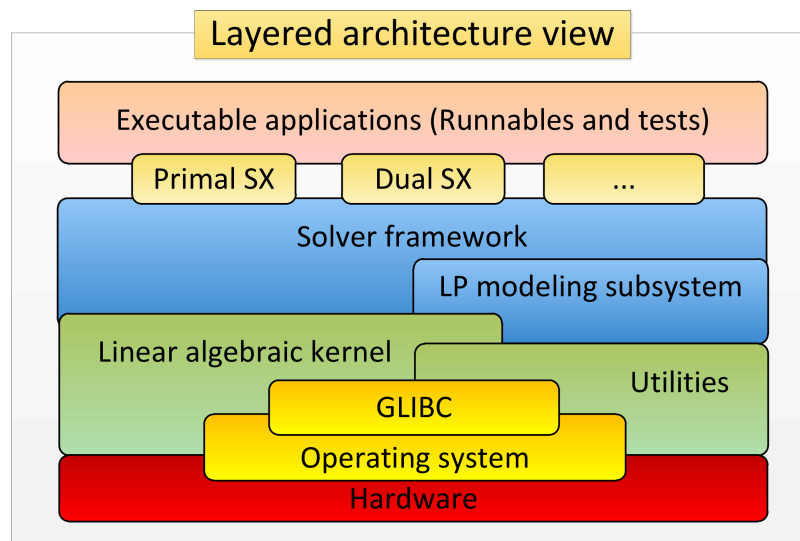 Layered architecture view
Executable applications (Runnables and tests)
Primal SX
Dual SX
...
Solver framework
LP modeling subsystem
Linear algebraic kernel
Utilities
GLIBC
Operating system
Hardware